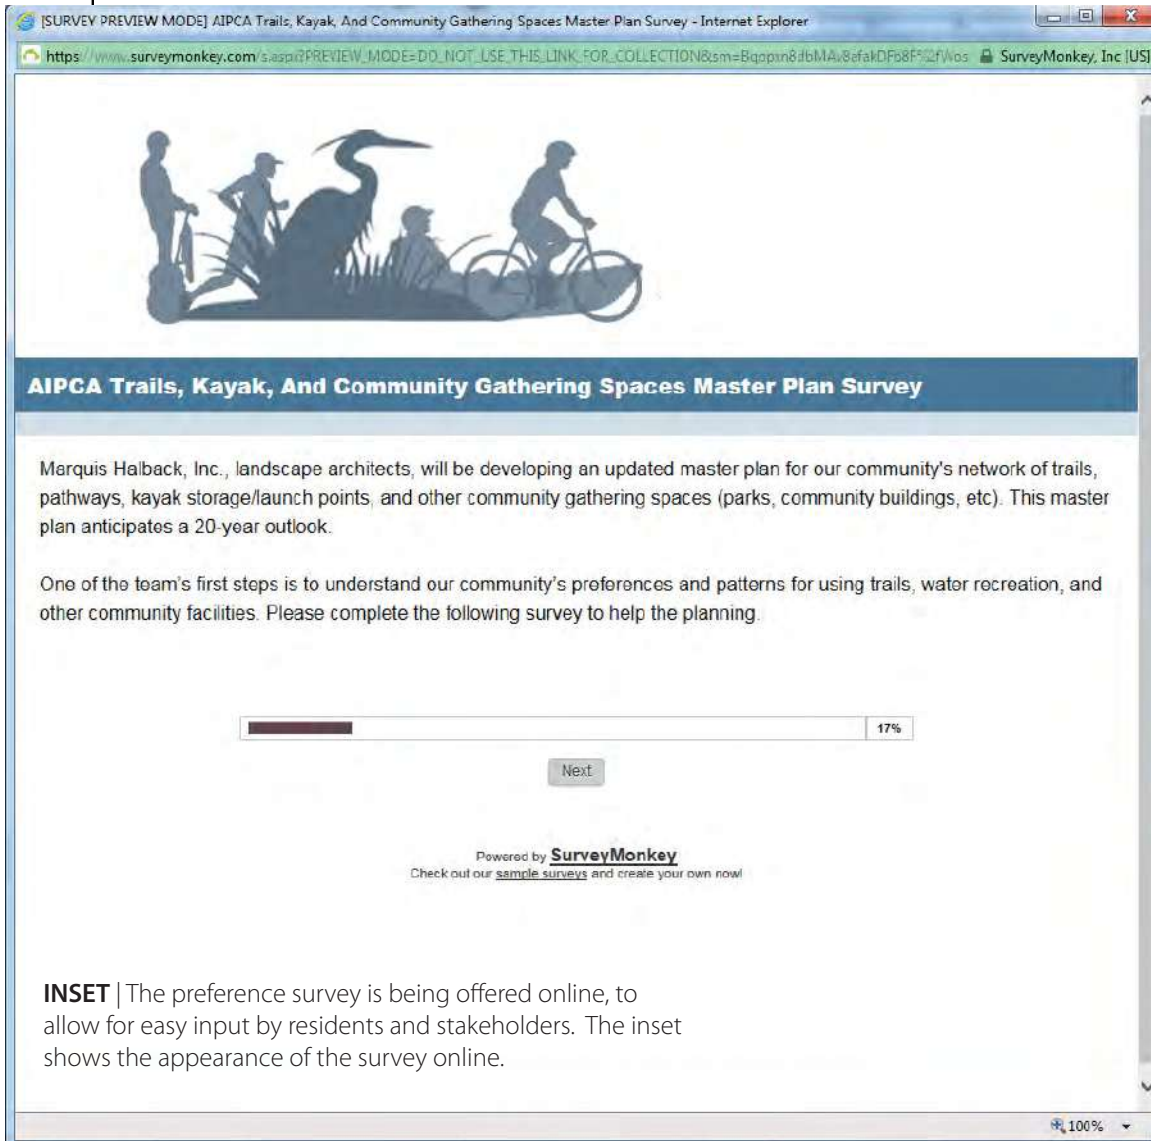 [SURVEY PREVIEW MODE] AIPCA Trails, Kayak, And Community Gathering Spaces Master Plan Survey - Internet Explorer
https://www.surveymonkey.com/s.aspx?PREVIEW_MODE=DO_NOT_USE_THIS_LINK_FOR_COLLECTION&sm= SurveyMonkey, Inc [US]
AIPCA Trails, Kayak, And Community Gathering Spaces Master Plan Survey
Marquis Halback, Inc., landscape architects, will be developing an updated master plan for our community's network of trails,
pathways, kayak storage/launch points, and other community gathering spaces (parks, community buildings, etc). This master
plan anticipates a 20-year outlook.
One of the team's first steps is to understand our community's preferences and patterns for using trails, water recreation, and
other community facilities. Please complete the following survey to help the planning.
17%
Next
Powered by SurveyMonkey
Check out our sample surveys and create your own now!
INSET | The preference survey is being offered online, to
allow for easy input by residents and stakeholders. The inset
shows the appearance of the survey online.
100%